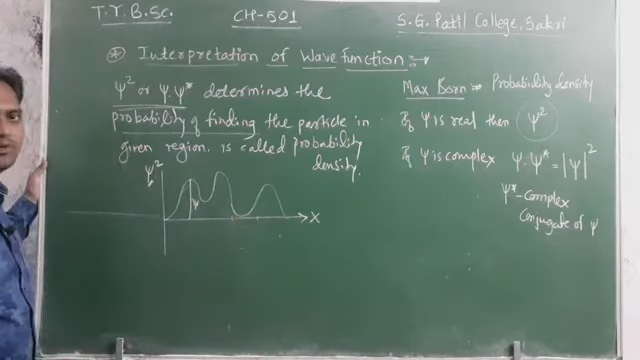 T.Y.B.Sc. CH-501 S.G. Patil College, Sakri
* Interpretation of Wave function :→
ψ² or ψ.ψ* determines the
probability of finding the particle in
given region. is called probability
density.
ψ²
X
Max Born :- Probability density
If ψ is real then ψ²
If ψ is complex ψ.ψ* = |ψ|²
ψ* - Complex
Conjugate of ψ